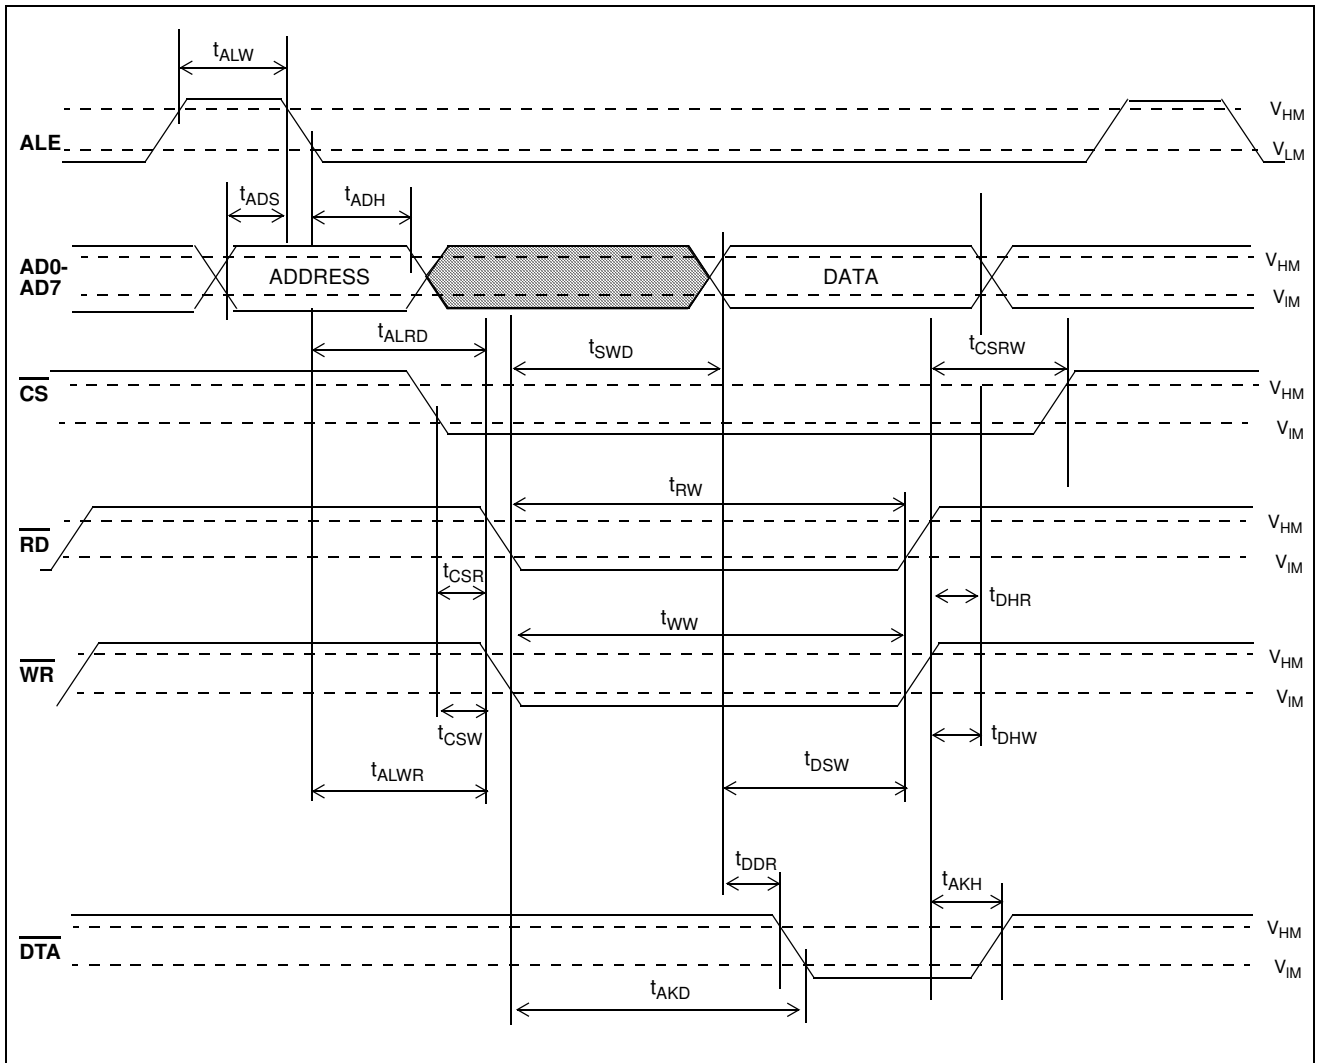 tALW
VHM
ALE
VLM
tADS
tADH
AD0-
AD7
ADDRESS
DATA
VHM
VIM
tALRD
tSWD
tCSRW
CS
VHM
VIM
tRW
RD
VHM
VIM
tCSR
tDHR
tWW
WR
VHM
VIM
tCSW
tDHW
tDSW
tALWR
tDDR
tAKH
DTA
VHM
VIM
tAKD